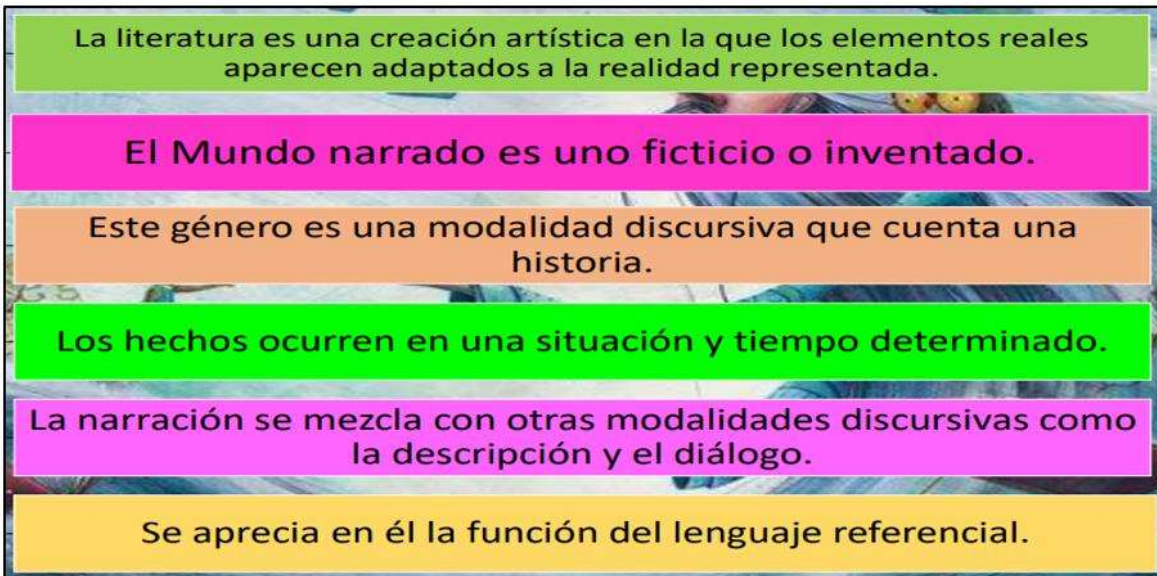 La literatura es una creación artística en la que los elementos reales
aparecen adaptados a la realidad representada.
El Mundo narrado es uno ficticio o inventado.
Este género es una modalidad discursiva que cuenta una
historia.
Los hechos ocurren en una situación y tiempo determinado.
La narración se mezcla con otras modalidades discursivas como
la descripción y el diálogo.
Se aprecia en él la función del lenguaje referencial.